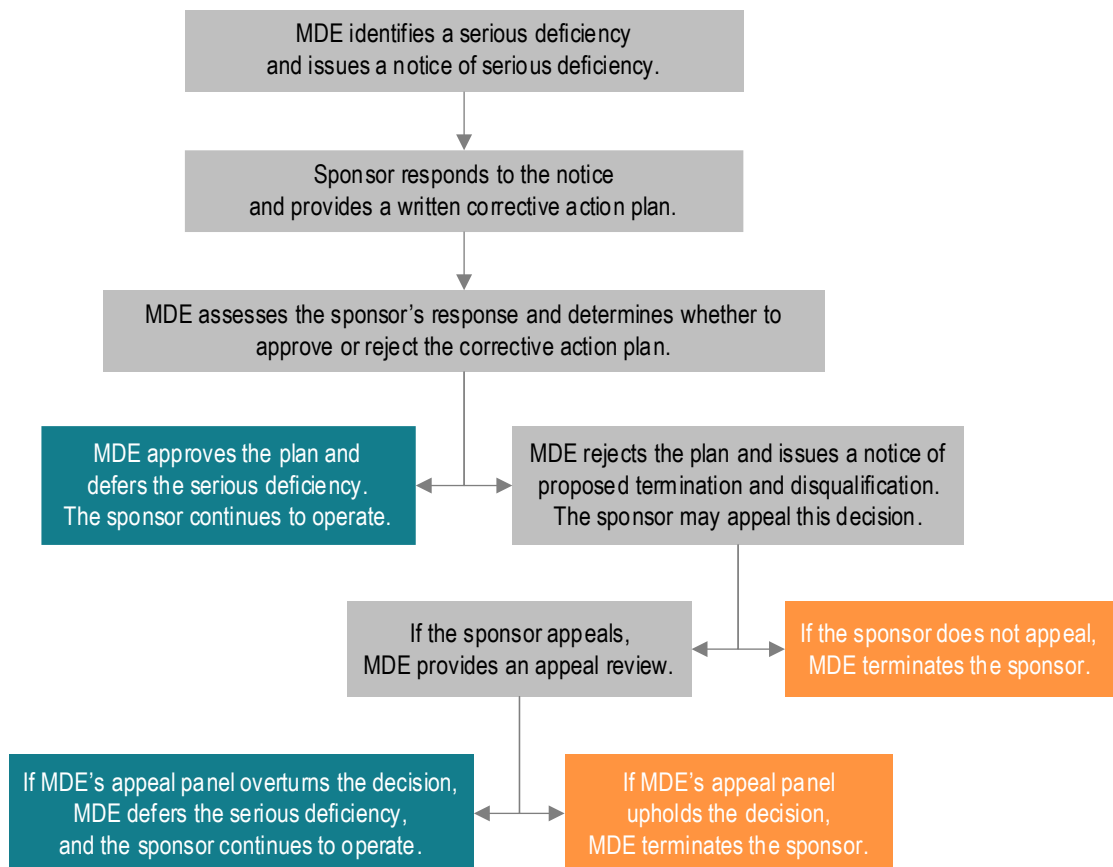 MDE identifies a serious deficiency
and issues a notice of serious deficiency.
Sponsor responds to the notice
and provides a written corrective action plan.
MDE assesses the sponsor’s response and determines whether to
approve or reject the corrective action plan.
MDE approves the plan and
defers the serious deficiency.
The sponsor continues to operate.
MDE rejects the plan and issues a notice of
proposed termination and disqualification.
The sponsor may appeal this decision.
If the sponsor appeals,
MDE provides an appeal review.
If the sponsor does not appeal,
MDE terminates the sponsor.
If MDE’s appeal panel overturns the decision,
MDE defers the serious deficiency,
and the sponsor continues to operate.
If MDE’s appeal panel
upholds the decision,
MDE terminates the sponsor.